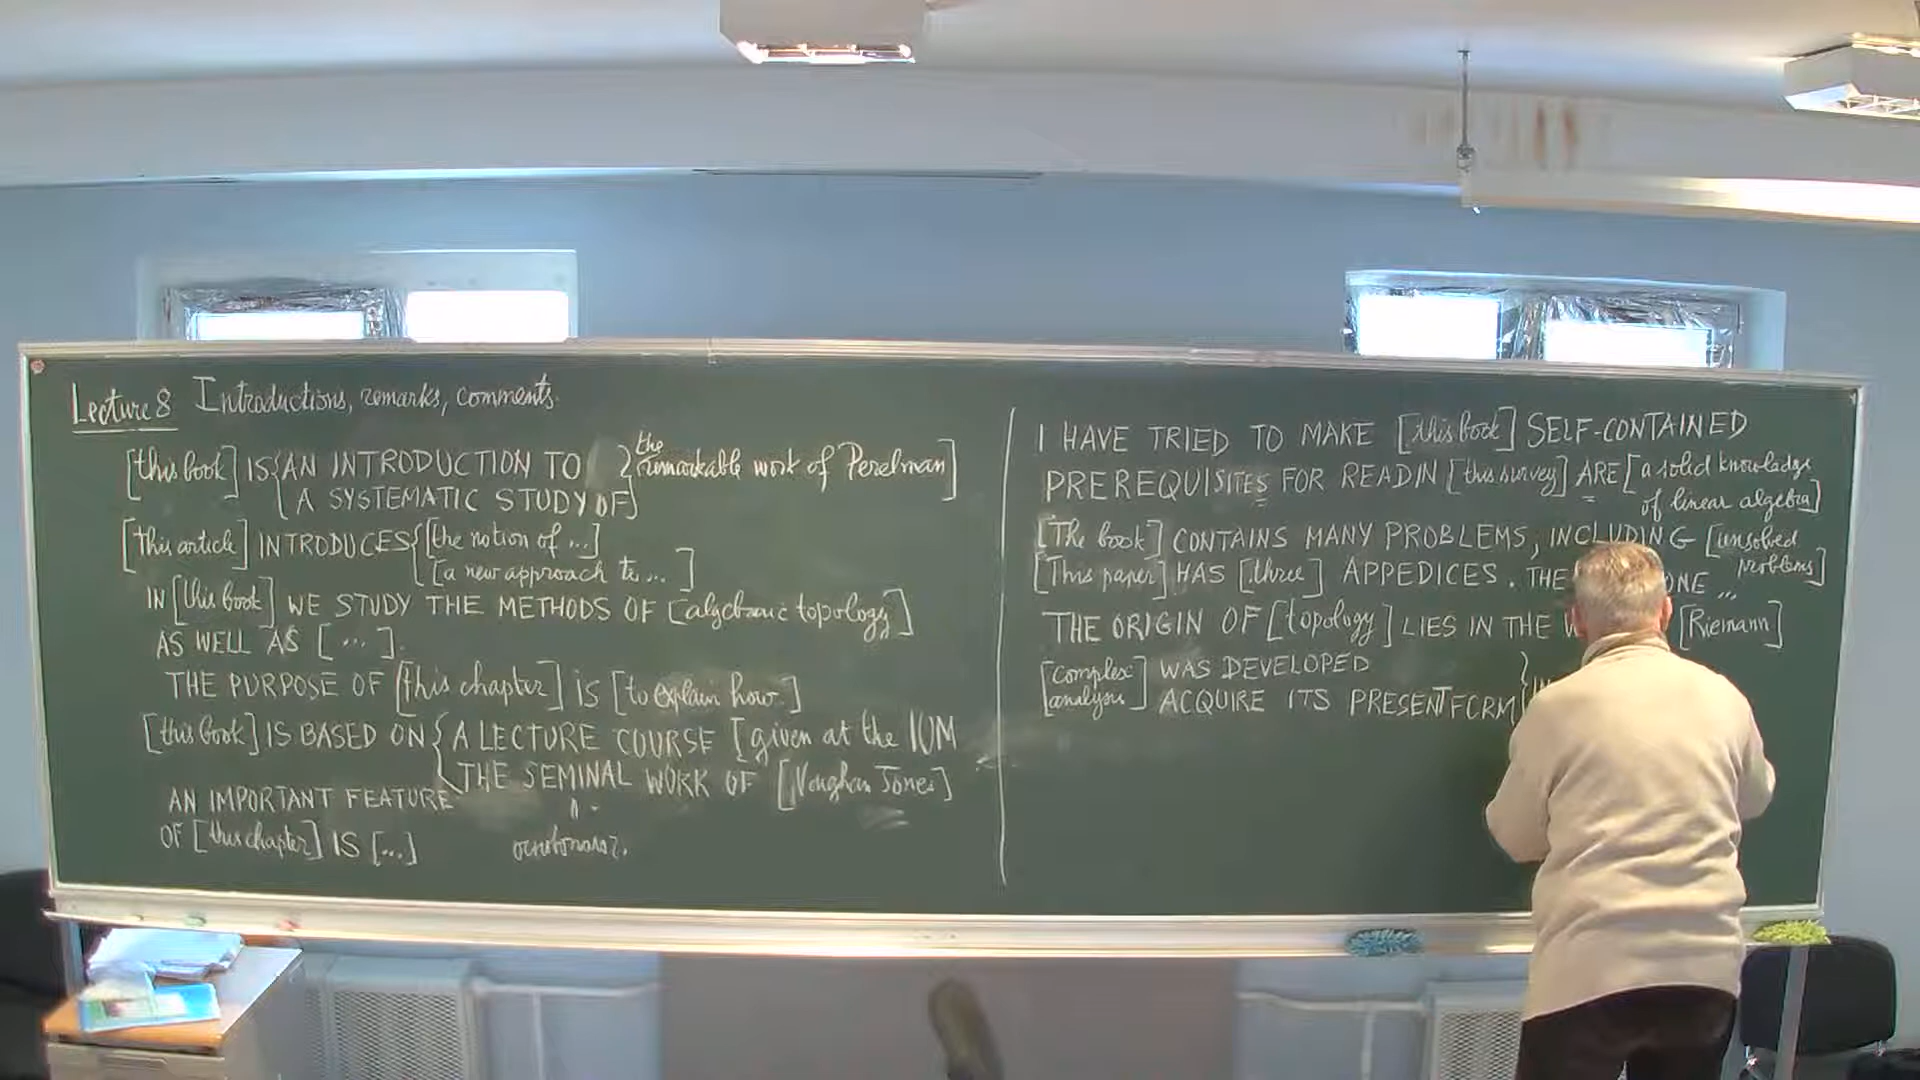 Lecture 8 Introductions, remarks, comments.
[this book] IS { AN INTRODUCTION TO } the remarkable work of Perelman]
{ A SYSTEMATIC STUDY OF }
[This article] INTRODUCES { [the notion of ...]
[a new approach to ... ]
IN [this book] WE STUDY THE METHODS OF [algebraic topology]
AS WELL AS [ ... ].
THE PURPOSE OF [this chapter] IS [to explain how.]
[this book] IS BASED ON { A LECTURE COURSE [given at the IUM
THE SEMINAL WORK OF [Vaughan Jones]
AN IMPORTANT FEATURE
OF [this chapter] IS [...]
I HAVE TRIED TO MAKE [this book] SELF-CONTAINED
PREREQUISITES FOR READIN [this survey] ARE [a solid knowladge
of linear algebra]
[The book] CONTAINS MANY PROBLEMS, INCLUDING [unsolved
problems]
[This paper] HAS [three] APPEDICES. THE ONE ...
THE ORIGIN OF [topology] LIES IN THE [Riemann]
[complex analysis] WAS DEVELOPED }
ACQUIRE ITS PRESENT FORM